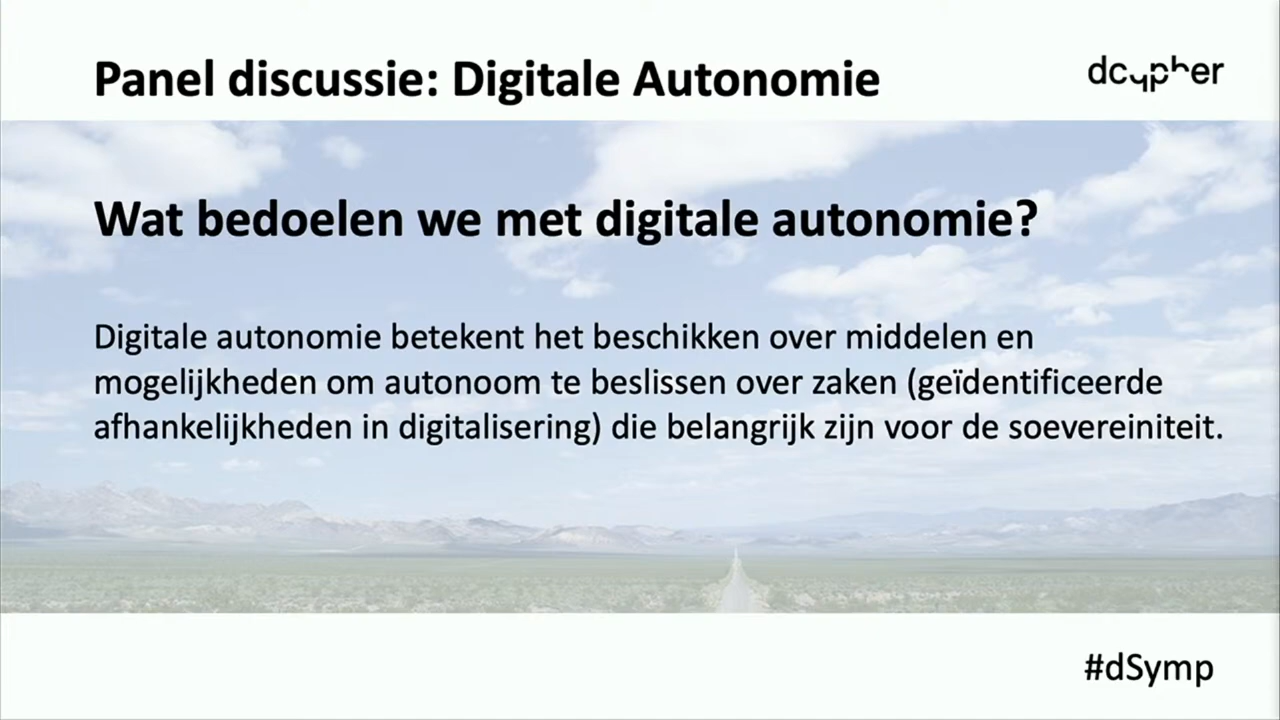 Panel discussie: Digitale Autonomie
dcypher
Wat bedoelen we met digitale autonomie?
Digitale autonomie betekent het beschikken over middelen en
mogelijkheden om autonoom te beslissen over zaken (geïdentificeerde
afhankelijkheden in digitalisering) die belangrijk zijn voor de soevereiniteit.
#dSymp